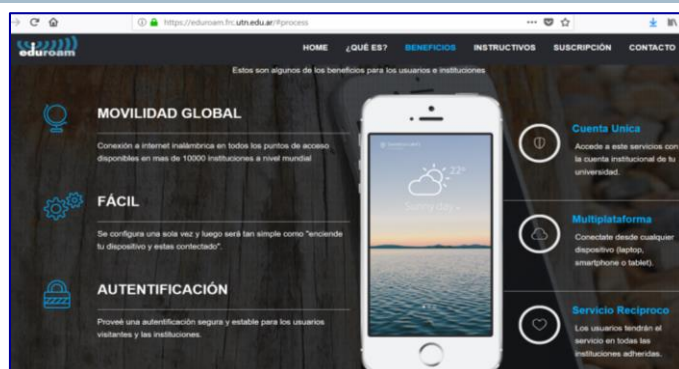 https://eduroam.frc.utn.edu.ar/#process
eduroam
HOME ¿QUÉ ES? BENEFICIOS INSTRUCTIVOS SUSCRIPCIÓN CONTACTO
Estos son algunos de los beneficios para los usuarios e instituciones
MOVILIDAD GLOBAL
Conexión a internet inalámbrica en todos los puntos de acceso
disponibles en mas de 10000 instituciones a nivel mundial
FÁCIL
Se configura una sola vez y luego será tan simple como "enciende
tu dispositivo y estas contectado".
AUTENTIFICACIÓN
Proveé una autentificación segura y estable para los usuarios
visitantes y las instituciones.
22°
Sunny day
Cuenta Unica
Accede a este servicios con
la cuenta institucional de tu
universidad.
Multiplataforma
Conectate desde cualquier
dispositivo (laptop,
smartphone o tablet).
Servicio Reciproco
Los usuarios tendrán el
servicio en todas las
instituciones adheridas.